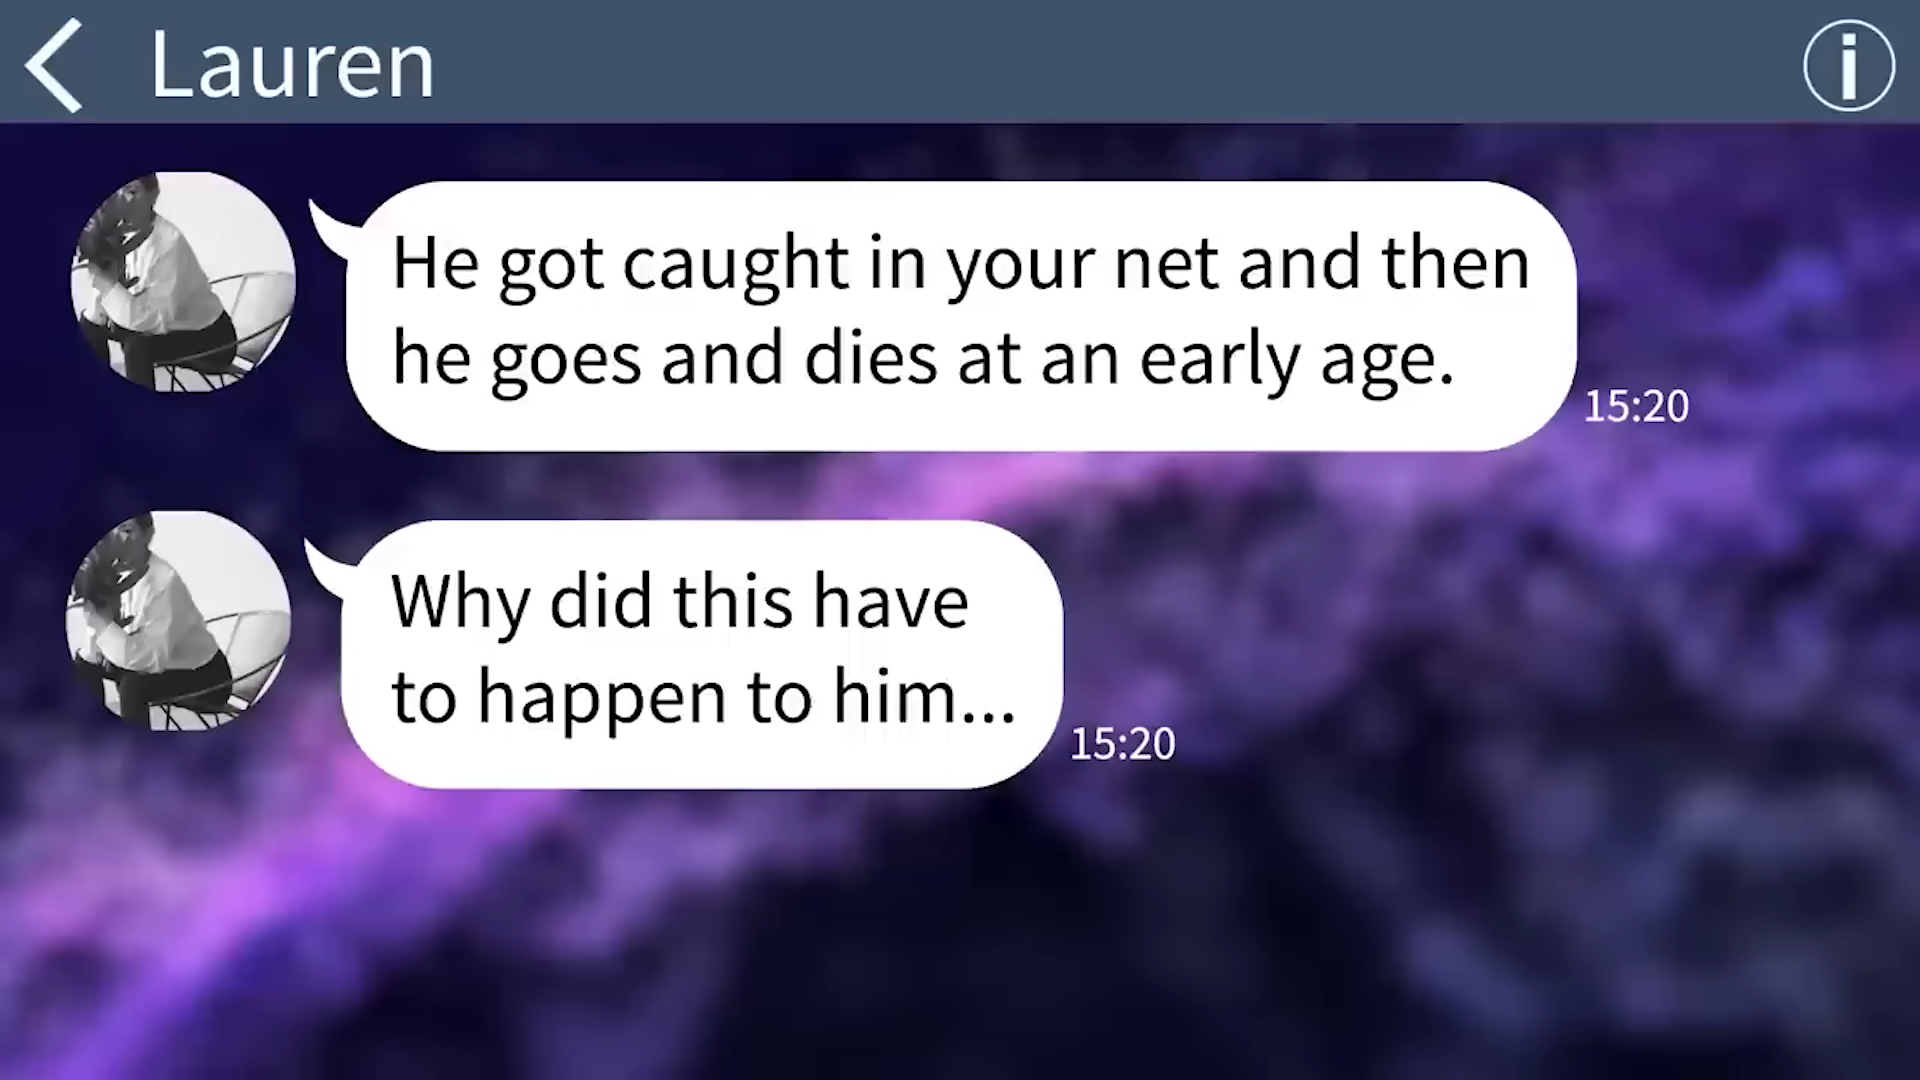 Lauren
He got caught in your net and then
he goes and dies at an early age.
15:20
Why did this have
to happen to him...
15:20